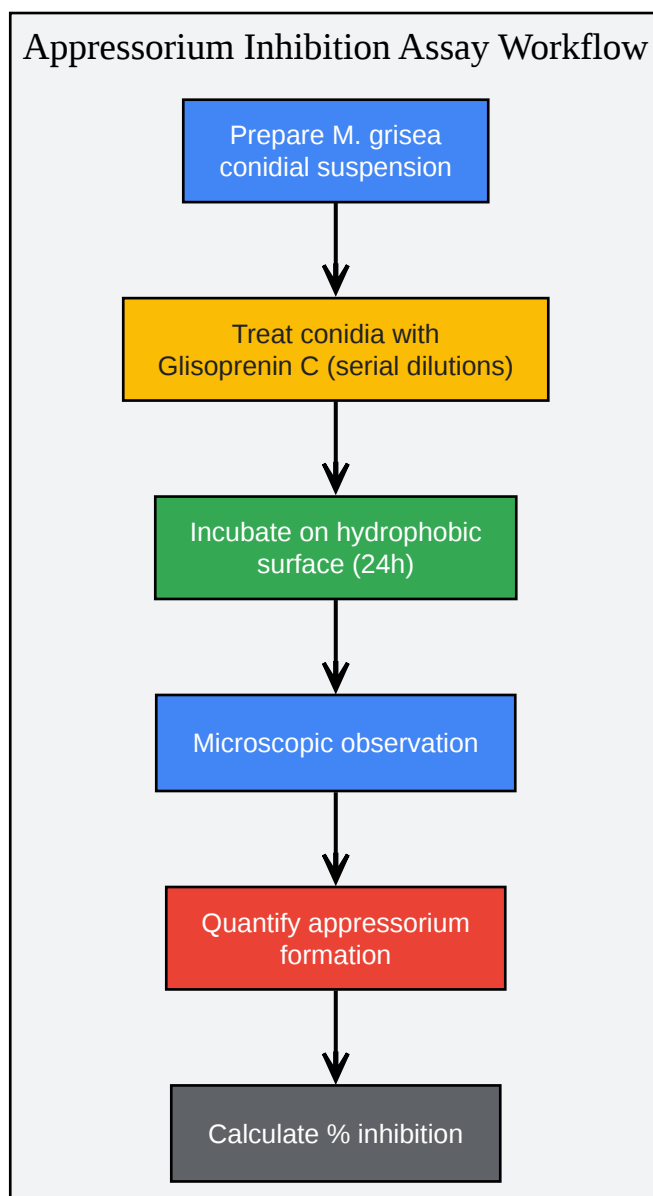 Appressorium Inhibition Assay Workflow
Prepare M. grisea
conidial suspension
Treat conidia with
Glisoprenin C (serial dilutions)
Incubate on hydrophobic
surface (24h)
Microscopic observation
Quantify appressorium
formation
Calculate % inhibition